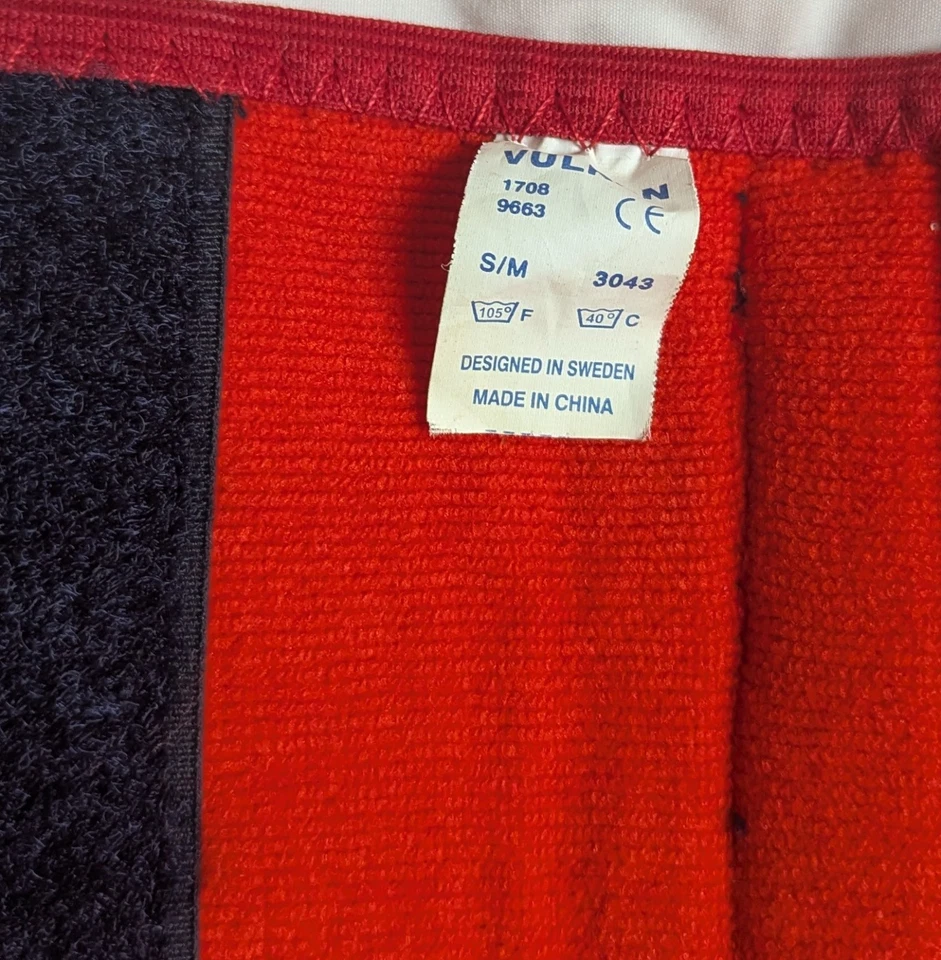 1708
9663 CE
S/M 3043
105° F 40° C
DESIGNED IN SWEDEN
MADE IN CHINA